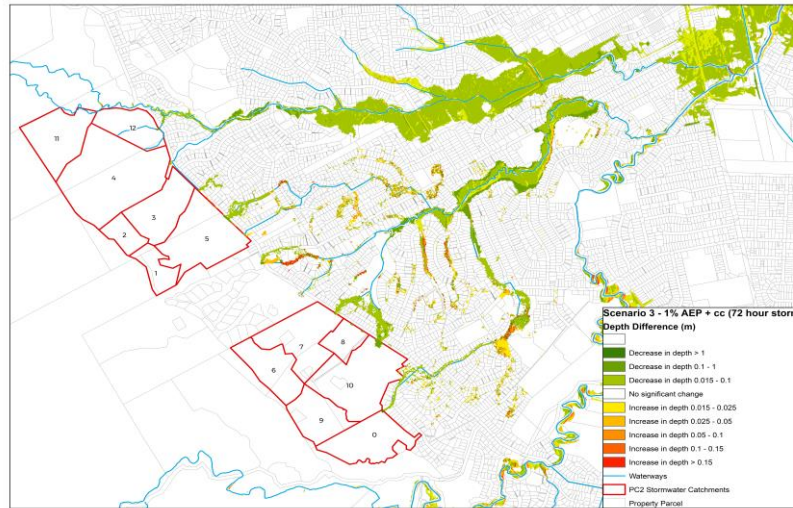 11
12
4
3
2
5
1
7
8
6
10
9
0
Scenario 3 - 1% AEP + cc (72 hour storm
Depth Difference (m)
Decrease in depth > 1
Decrease in depth 0.1 - 1
Decrease in depth 0.015 - 0.1
No significant change
Increase in depth 0.015 - 0.025
Increase in depth 0.025 - 0.05
Increase in depth 0.05 - 0.1
Increase in depth 0.1 - 0.15
Increase in depth > 0.15
Waterways
PC2 Stormwater Catchments
Property Parcel